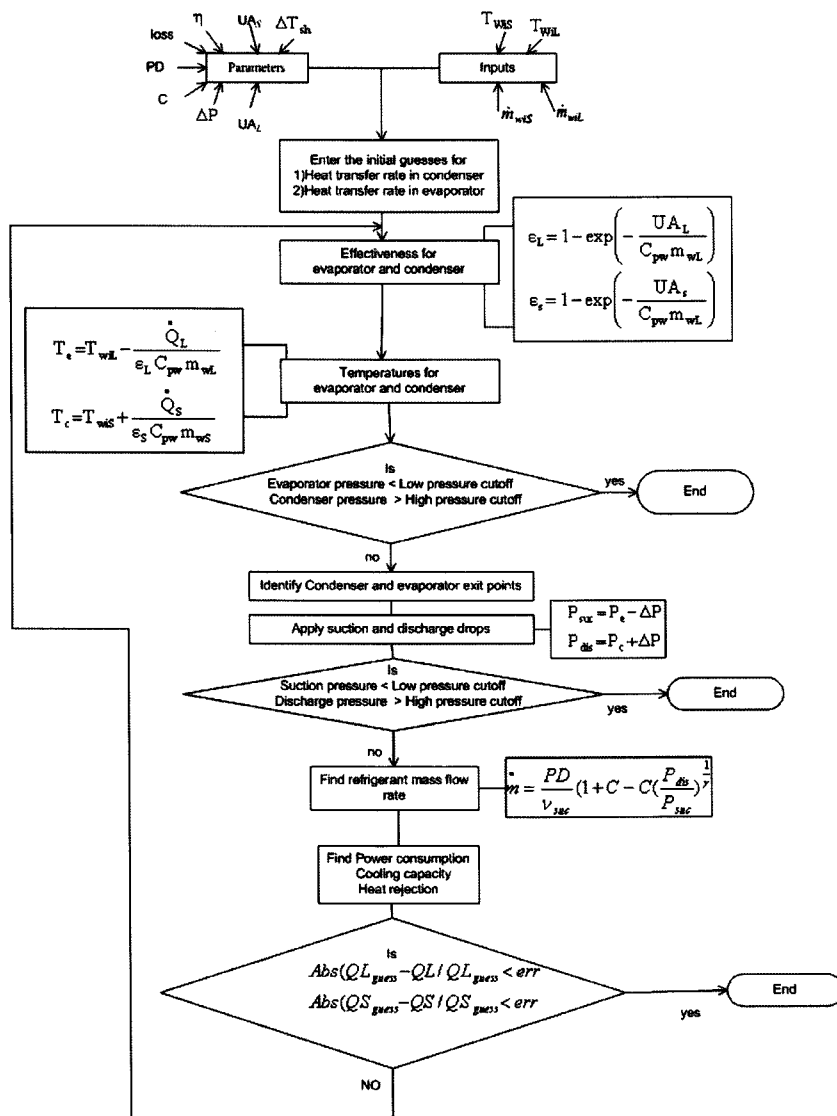 η UA_S ΔT_sh
loss
PD
C
ΔP
UA_L
Parameters
T_WiS T_WiL
Inputs
ṁ_wiS ṁ_wiL
Enter the initial guesses for
1)Heat transfer rate in condenser
2)Heat transfer rate in evaporator
Effectiveness for
evaporator and condenser
ε_L = 1 − exp(− UA_L / C_pw m_wL)
ε_s = 1 − exp(− UA_s / C_pw m_wL)
T_e = T_wiL − Q̇_L / ε_L C_pw m_wL
T_c = T_wiS + Q̇_S / ε_S C_pw m_wS
Temperatures for
evaporator and condenser
Is
Evaporator pressure < Low pressure cutoff
Condenser pressure > High pressure cutoff
yes
End
no
Identify Condenser and evaporator exit points
Apply suction and discharge drops
P_suc = P_e − ΔP
P_dis = P_c + ΔP
Is
Suction pressure < Low pressure cutoff
Discharge pressure > High pressure cutoff
yes
End
no
Find refrigerant mass flow
rate
ṁ = PD / ν_suc (1 + C − C(P_dis / P_suc)^(1/γ)
Find Power consumption
Cooling capacity
Heat rejection
Is
Abs(QL_guess − QL / QL_guess < err
Abs(QS_guess − QS / QS_guess < err
yes
End
NO